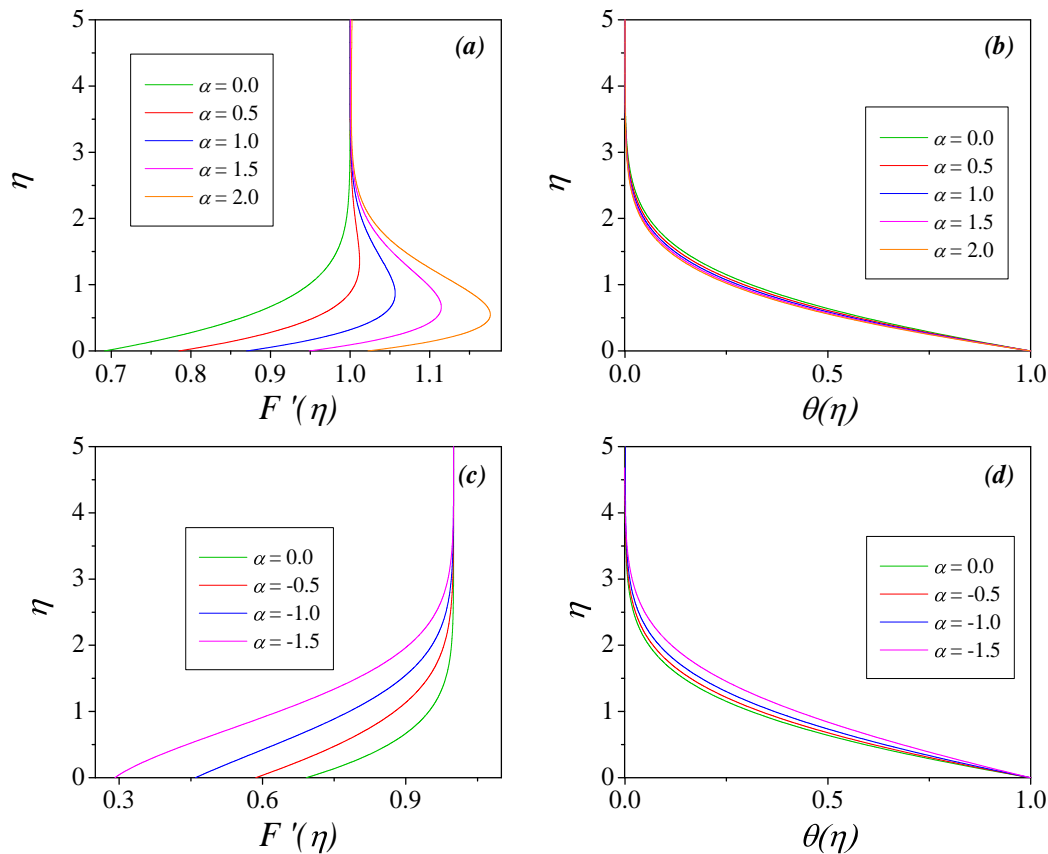 (a)
5
4
3
2
1
0
η
α = 0.0
α = 0.5
α = 1.0
α = 1.5
α = 2.0
0.7
0.8
0.9
1.0
1.1
F '(η)
(b)
5
4
3
2
1
0
η
α = 0.0
α = 0.5
α = 1.0
α = 1.5
α = 2.0
0.0
0.5
1.0
θ(η)
(c)
5
4
3
2
1
0
η
α = 0.0
α = -0.5
α = -1.0
α = -1.5
0.3
0.6
0.9
F '(η)
(d)
5
4
3
2
1
0
η
α = 0.0
α = -0.5
α = -1.0
α = -1.5
0.0
0.5
1.0
θ(η)